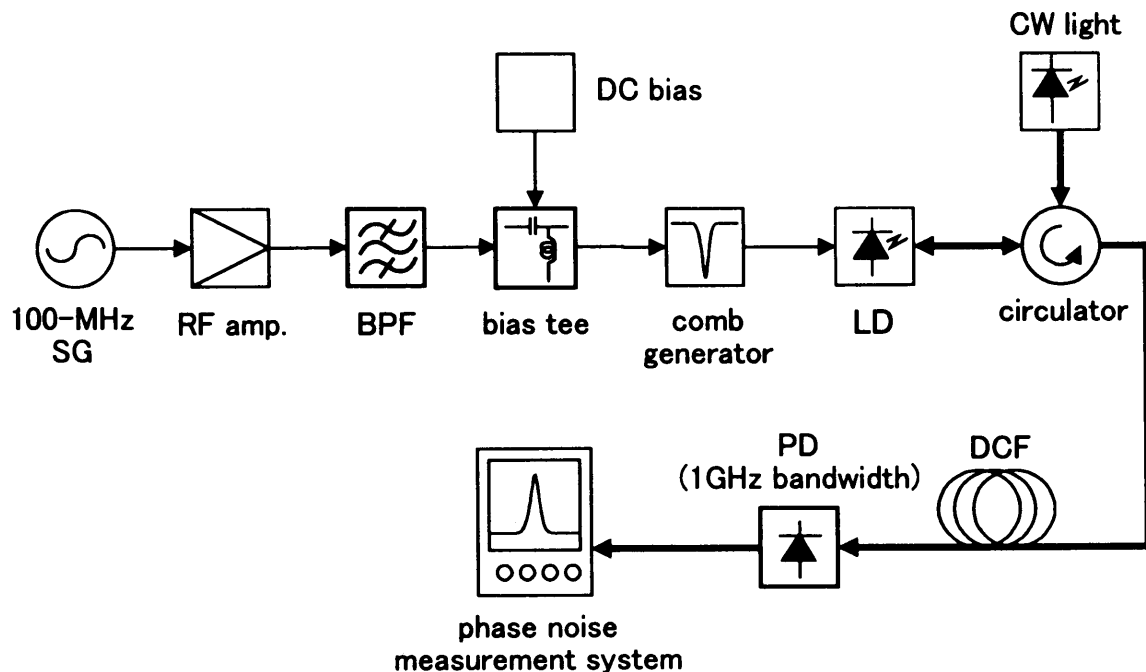 CW light
DC bias
100-MHz
SG
RF amp.
BPF
bias tee
comb
generator
LD
circulator
PD
(1GHz bandwidth)
DCF
phase noise
measurement system